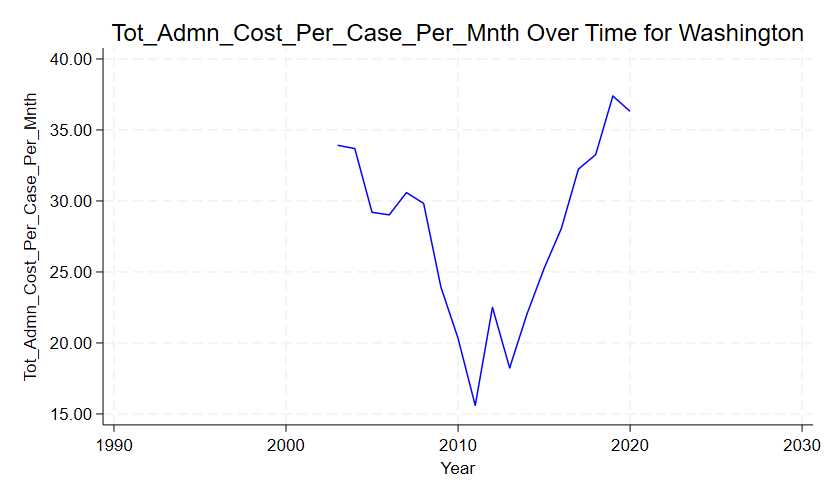 Tot_Admn_Cost_Per_Case_Per_Mnth Over Time for Washington
Tot_Admn_Cost_Per_Case_Per_Mnth
40.00
35.00
30.00
25.00
20.00
15.00
1990 2000 2010 2020 2030
Year